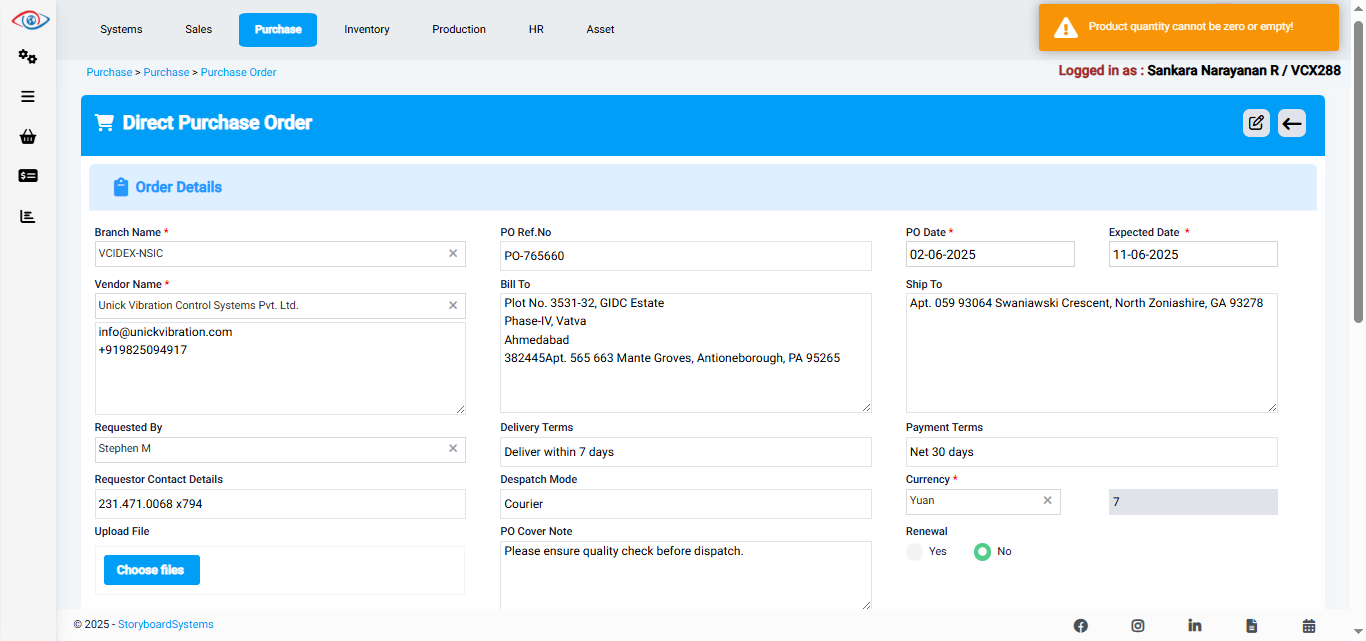 Systems
Sales
Purchase
Inventory
Production
HR
Asset
Product quantity cannot be zero or empty!
Purchase > Purchase > Purchase Order
Logged in as : Sankara Narayanan R / VCX288
Direct Purchase Order
Order Details
Branch Name *
VCIDEX-NSIC
PO Ref.No
PO-765660
PO Date *
02-06-2025
Expected Date *
11-06-2025
Vendor Name *
Unick Vibration Control Systems Pvt. Ltd.
info@unickvibration.com
+919825094917
Bill To
Plot No. 3531-32, GIDC Estate
Phase-IV, Vatva
Ahmedabad
382445Apt. 565 663 Mante Groves, Antioneborough, PA 95265
Ship To
Apt. 059 93064 Swaniawski Crescent, North Zoniashire, GA 93278
Requested By
Stephen M
Delivery Terms
Deliver within 7 days
Payment Terms
Net 30 days
Requestor Contact Details
231.471.0068 x794
Despatch Mode
Courier
Currency *
Yuan
7
Upload File
Choose files
PO Cover Note
Please ensure quality check before dispatch.
Renewal
Yes
No
© 2025 - StoryboardSystems